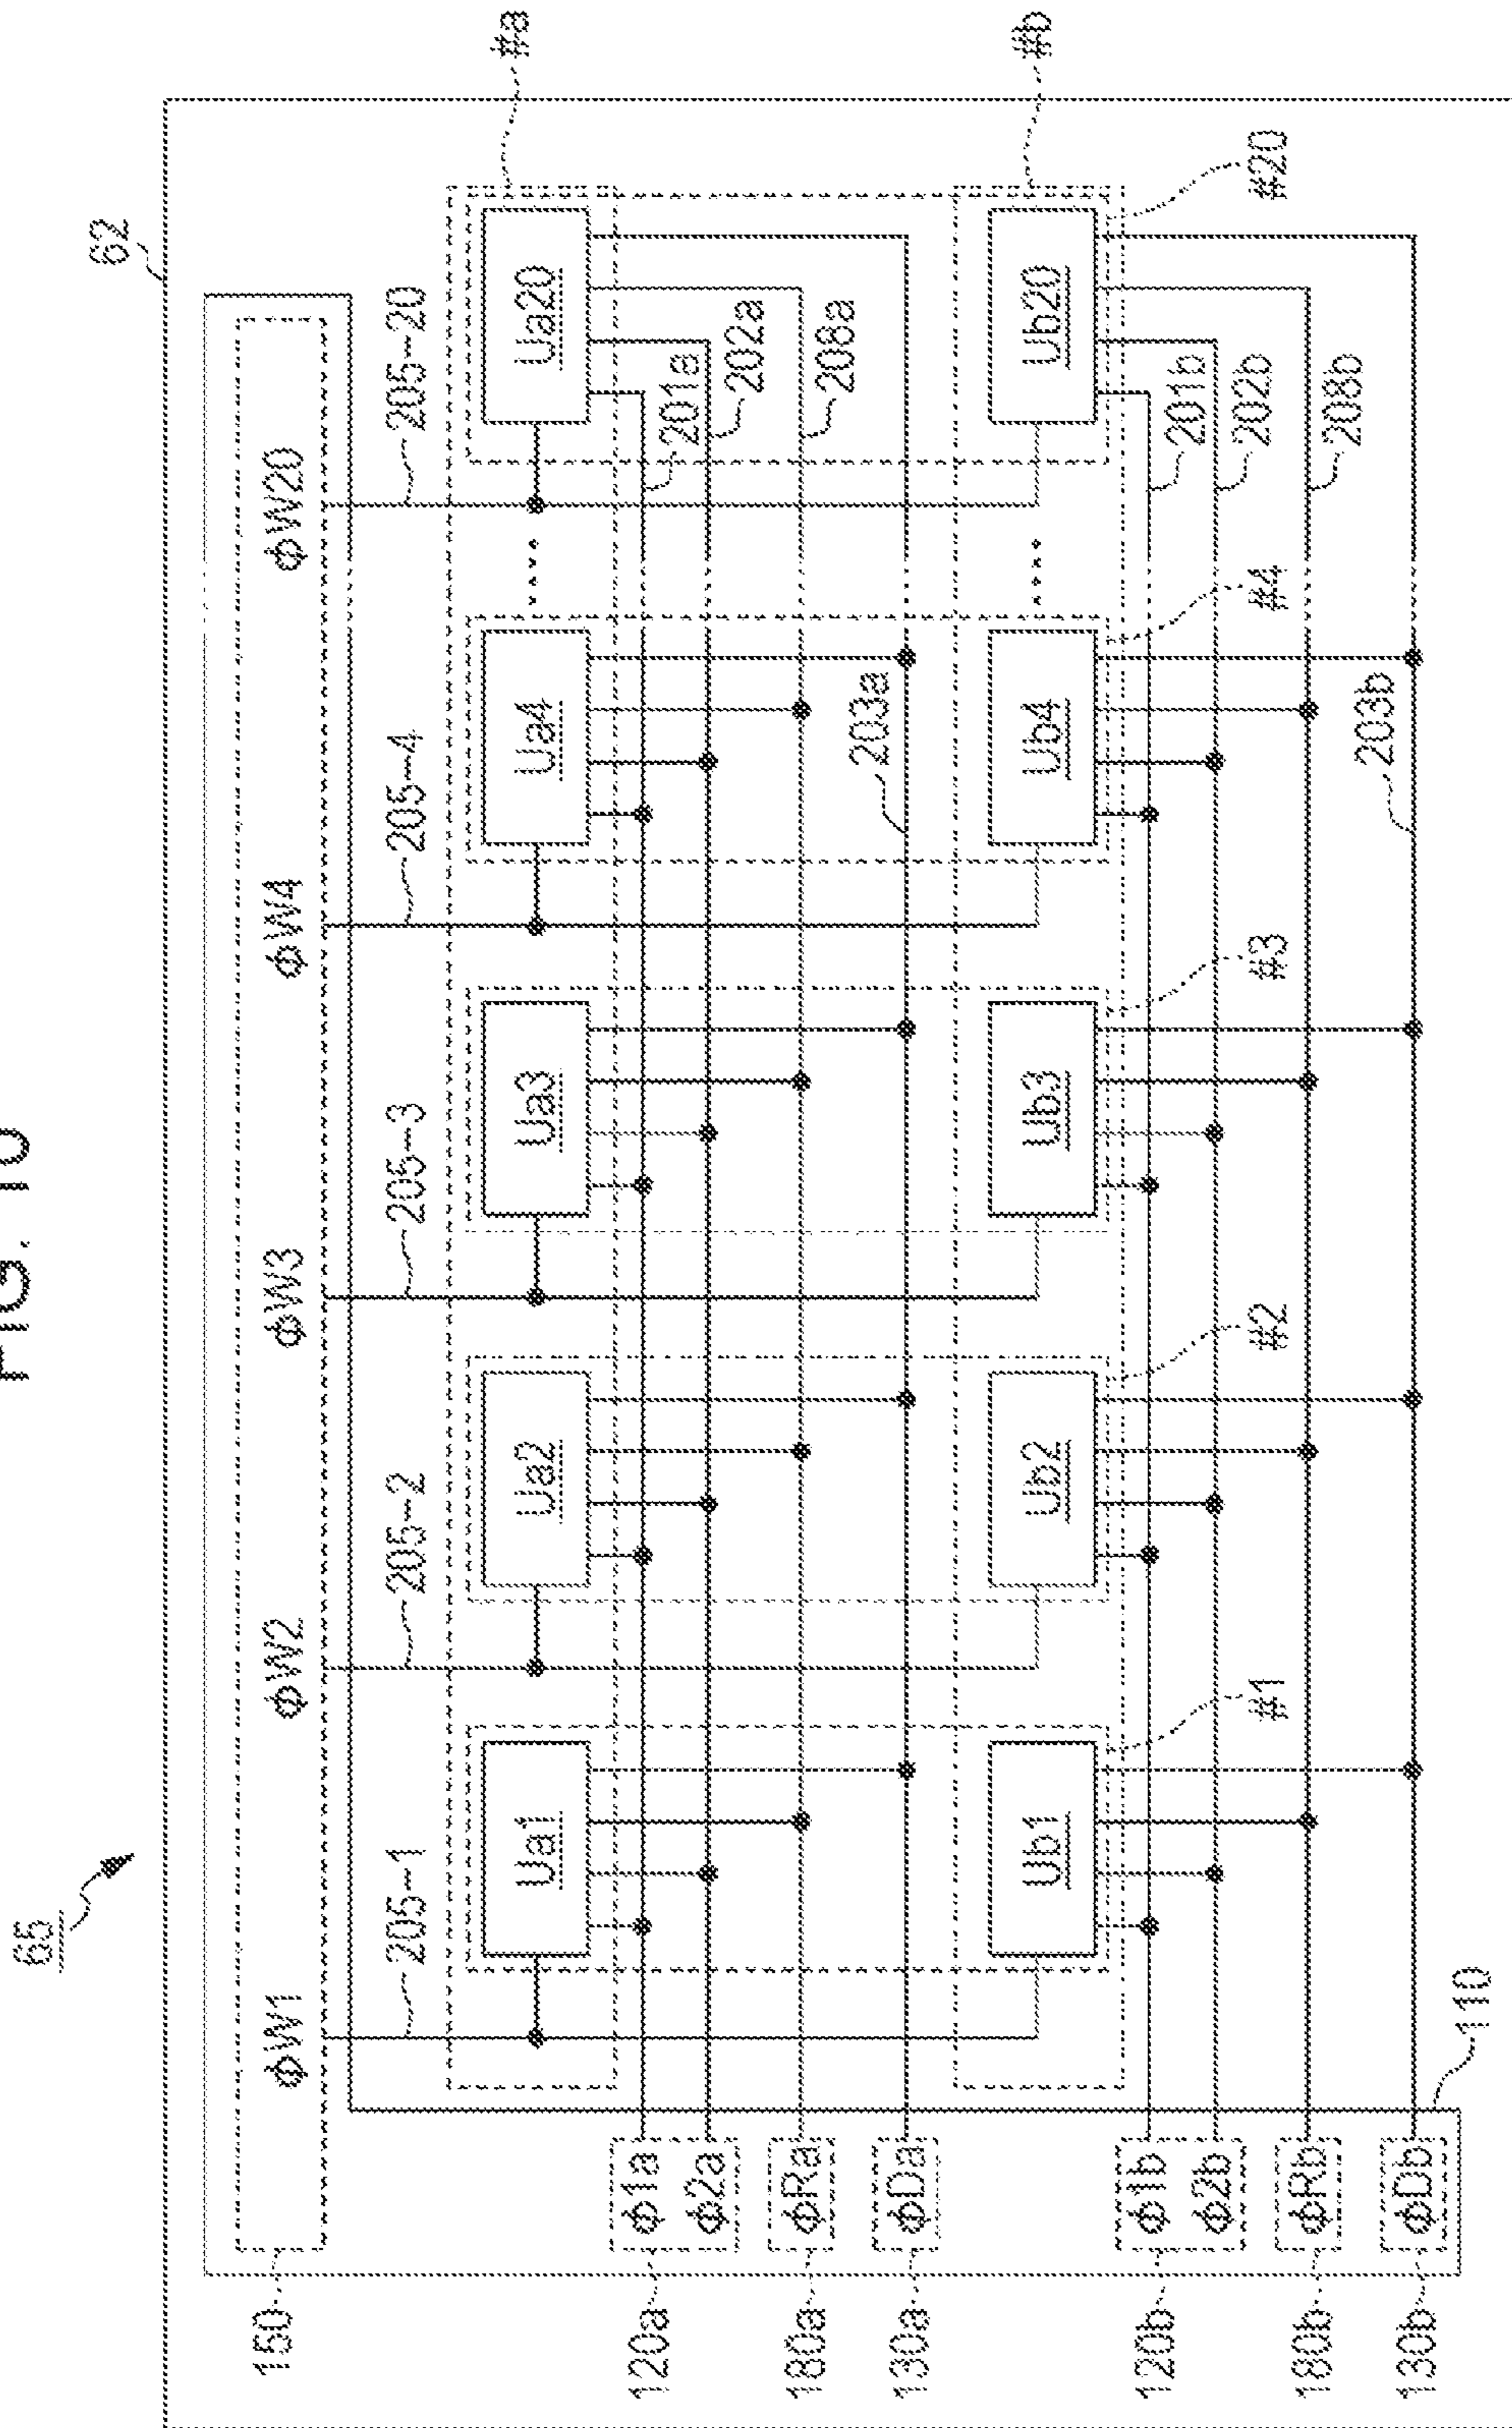 FIG. 10
65
62
150
ϕW1
ϕW2
ϕW3
ϕW4
ϕW20
205-1
205-2
205-3
205-4
205-20
#a
Ua1
Ua2
Ua3
Ua4
....
Ua20
120a
ϕ1a
201a
ϕ2a
202a
180a
ϕRa
208a
130a
ϕDa
203a
#b
Ub1
Ub2
Ub3
Ub4
....
Ub20
120b
ϕ1b
201b
ϕ2b
202b
#1
#2
#3
#4
#20
180b
ϕRb
208b
203b
130b
ϕDb
110